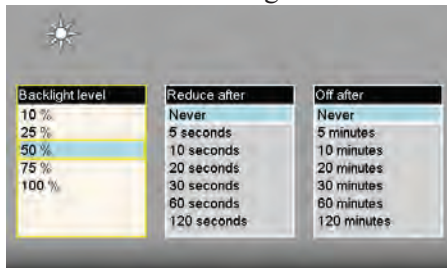 Backlight level
10 %
25 %
50 %
75 %
100 %
Reduce after
Never
5 seconds
10 seconds
20 seconds
30 seconds
60 seconds
120 seconds
Off after
Never
5 minutes
10 minutes
20 minutes
30 minutes
60 minutes
120 minutes